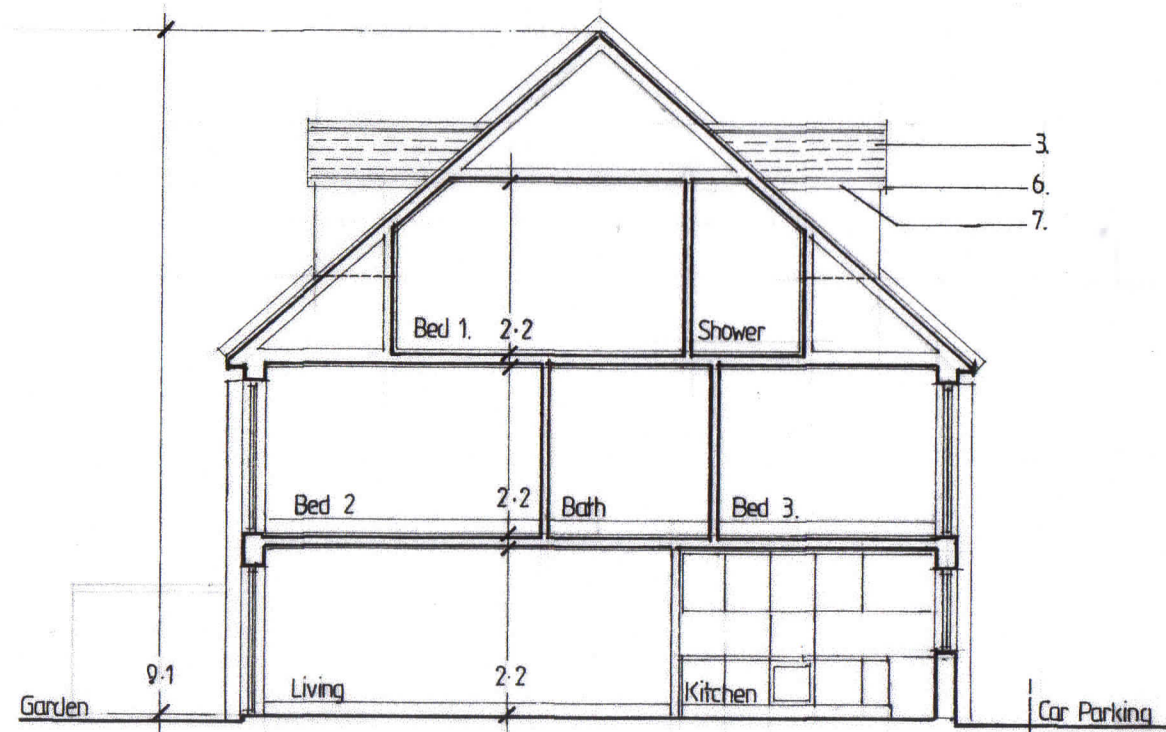 3.
6.
7.
Bed 1. 2·2 Shower
Bed 2 2·2 Bath Bed 3.
9·1
Living 2·2 Kitchen
Garden
Car Parking